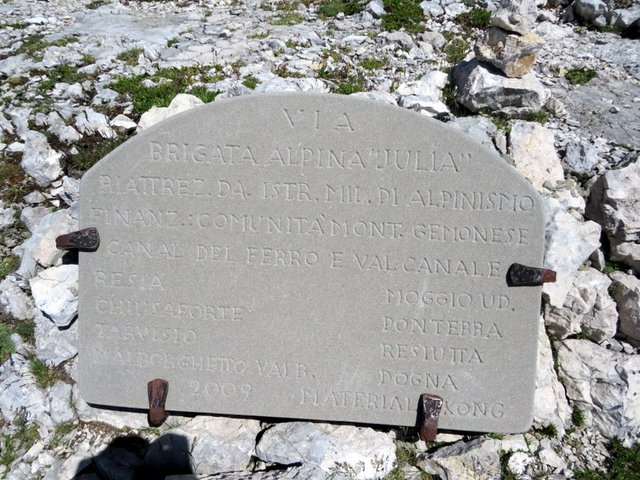 VIA
BRIGATA ALPINA "JULIA"
RIATTREZ. DA ISTR. MIL. DI ALPINISMO
FINANZ.: COMUNITÀ MONT. GEMONESE
CANAL DEL FERRO E VAL CANALE
RESIA MOGGIO UD.
CHIUSAFORTE PONTEBBA
TARVISIO RESIUTTA
MALBORGHETTO VALB. DOGNA
2009 MATERIALI KONG